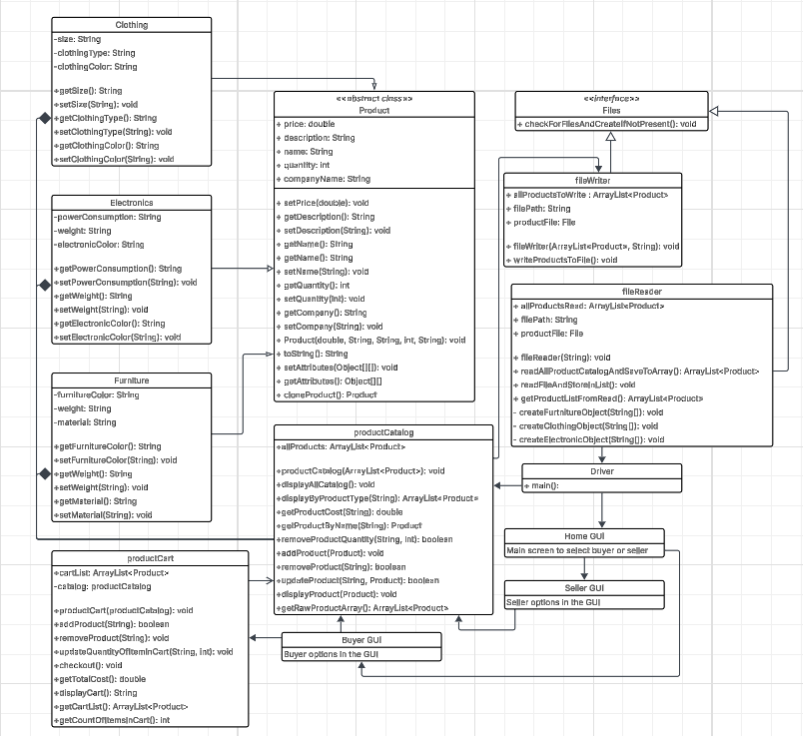 Clothing
-size: String
-clothingType: String
-clothingColor: String
+getSize(): String
+setSize(String): void
+getClothingType(): String
+setClothingType(String): void
+getClothingColor(): String
+setClothingColor(String): void
Electronics
-powerConsumption: String
-weight: String
-electronicColor: String
+getPowerConsumption(): String
+setPowerConsumption(String): void
+getWeight(): String
+setWeight(String): void
+getElectronicColor(): String
+setElectronicColor(String): void
Furniture
-furnitureColor: String
-weight: String
-material: String
+getFurnitureColor(): String
+setFurnitureColor(String): void
+getWeight(): String
+setWeight(String): void
+getMaterial(): String
+setMaterial(String): void
productCart
+cartList: ArrayList<Product>
-catalog: productCatalog
+productCart(productCatalog): void
+addProduct(String): boolean
+removeProduct(String): void
+updateQuantityOfItemInCart(String, int): void
+checkout(): void
+getTotalCost(): double
+displayCart(): String
+getCartList(): ArrayList<Product>
+getCountOfItemsInCart(): int
<<abstract class>>
Product
+ price: double
+ description: String
+ name: String
+ quantity: int
+ companyName: String
+ setPrice(double): void
+ getDescription(): String
+ setDescription(String): void
+ getName(): String
+ getName(): String
+ setName(String): void
+ getQuantity(): int
+ setQuantity(int): void
+ getCompany(): String
+ setCompany(String): void
+ Product(double, String, String, int, String): void
+ toString(): String
+ setAttributes(Object[][]): void
+ getAttributes(): Object[][]
+ cloneProduct(): Product
productCatalog
+allProducts: ArrayList<Product>
+productCatalog(ArrayList<Product>): void
+displayAllCatalog(): void
+displayByProductType(String): ArrayList<Product>
+getProductCost(String): double
+getProductByName(String): Product
+removeProductQuantity(String, int): boolean
+addProduct(Product): void
+removeProduct(String): boolean
+updateProduct(String, Product): boolean
+displayProduct(Product): void
+getRawProductArray(): ArrayList<Product>
Buyer GUI
Buyer options in the GUI
<<interface>>
Files
+ checkForFilesAndCreateIfNotPresent(): void
fileWriter
+ allProductsToWrite : ArrayList<Product>
+ filePath: String
+ productFile: File
+ fileWriter(ArrayList<Product>, String): void
+ writeProductsToFile(): void
fileReader
+ allProductsRead: ArrayList<Product>
+ filePath: String
+ productFile: File
+ fileReader(String): void
+ readAllProductCatalogAndSaveToArray(): ArrayList<Product>
+ readFileAndStoreInList(): void
+ getProductListFromRead(): ArrayList<Product>
- createFurtnitureObject(String[]): void
- createClothingObject(String[]): void
- createElectronicObject(String[]): void
Driver
+ main():
Home GUI
Main screen to select buyer or seller
Seller GUI
Seller options in the GUI